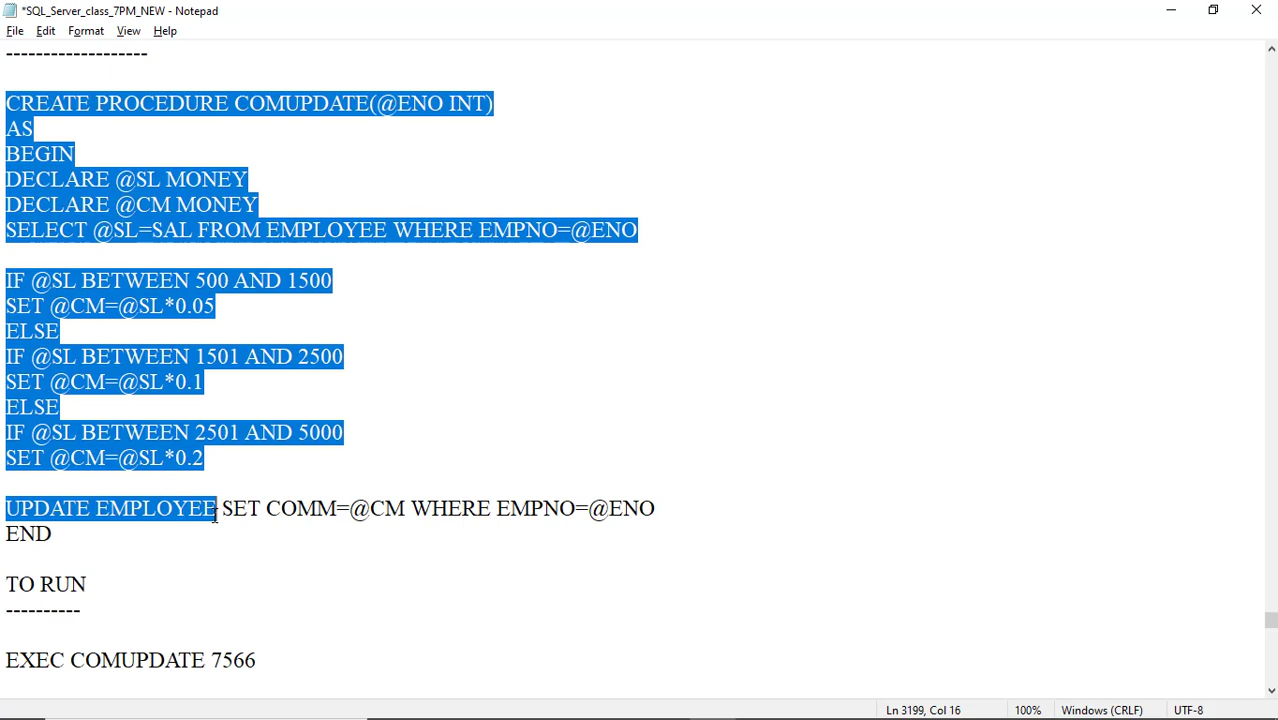 *SQL_Server_class_7PM_NEW - Notepad
File Edit Format View Help
-------------------
CREATE PROCEDURE COMUPDATE(@ENO INT)
AS
BEGIN
DECLARE @SL MONEY
DECLARE @CM MONEY
SELECT @SL=SAL FROM EMPLOYEE WHERE EMPNO=@ENO
IF @SL BETWEEN 500 AND 1500
SET @CM=@SL*0.05
ELSE
IF @SL BETWEEN 1501 AND 2500
SET @CM=@SL*0.1
ELSE
IF @SL BETWEEN 2501 AND 5000
SET @CM=@SL*0.2
UPDATE EMPLOYEE SET COMM=@CM WHERE EMPNO=@ENO
END
TO RUN
----------
EXEC COMUPDATE 7566
Ln 3199, Col 16 100% Windows (CRLF) UTF-8